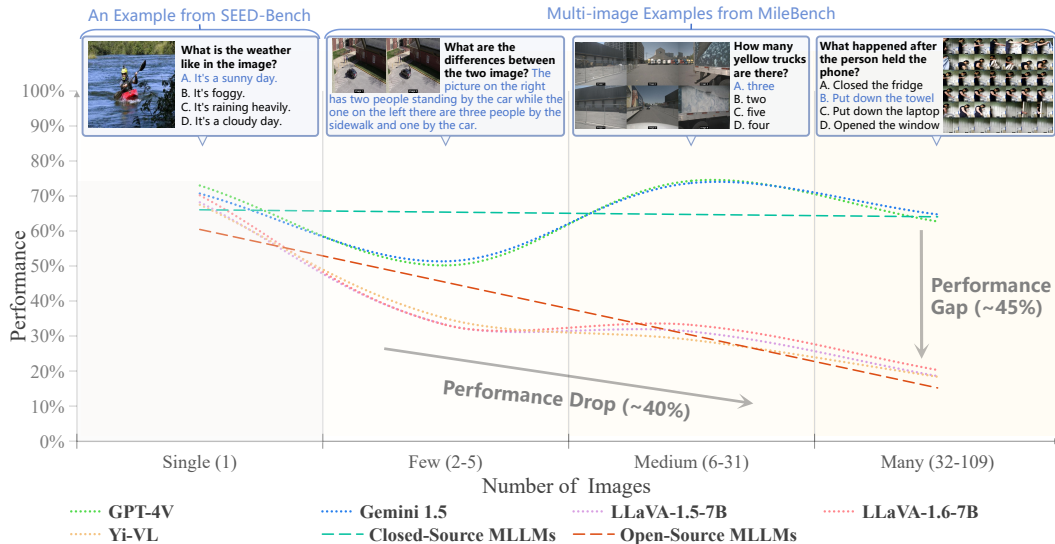 An Example from SEED-Bench
Multi-image Examples from MileBench
What is the weather
like in the image?
A. It's a sunny day.
B. It's foggy.
C. It's raining heavily.
D. It's a cloudy day.
What are the
differences between
the two image? The
picture on the right
has two people standing by the car while the
one on the left there are three people by the
sidewalk and one by the car.
How many
yellow trucks
are there?
A. three
B. two
C. five
D. four
What happened after
the person held the
phone?
A. Closed the fridge
B. Put down the towel
C. Put down the laptop
D. Opened the window
100%
90%
80%
70%
60%
50%
40%
30%
20%
10%
0%
Performance
Performance
Gap (~45%)
Performance Drop (~40%)
Single (1)
Few (2-5)
Medium (6-31)
Many (32-109)
Number of Images
GPT-4V
Gemini 1.5
LLaVA-1.5-7B
LLaVA-1.6-7B
Yi-VL
Closed-Source MLLMs
Open-Source MLLMs